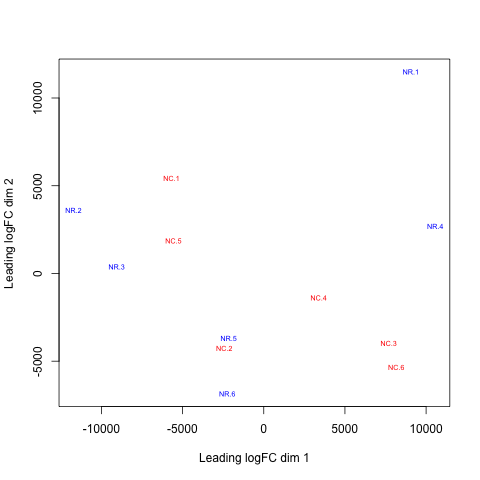 NR.1
10000
NC.1
5000
NR.2
NR.4
NC.5
NR.3
0
NC.4
NR.5
NC.3
NC.2
-5000
NC.6
NR.6
Leading logFC dim 2
-10000 -5000 0 5000 10000
Leading logFC dim 1